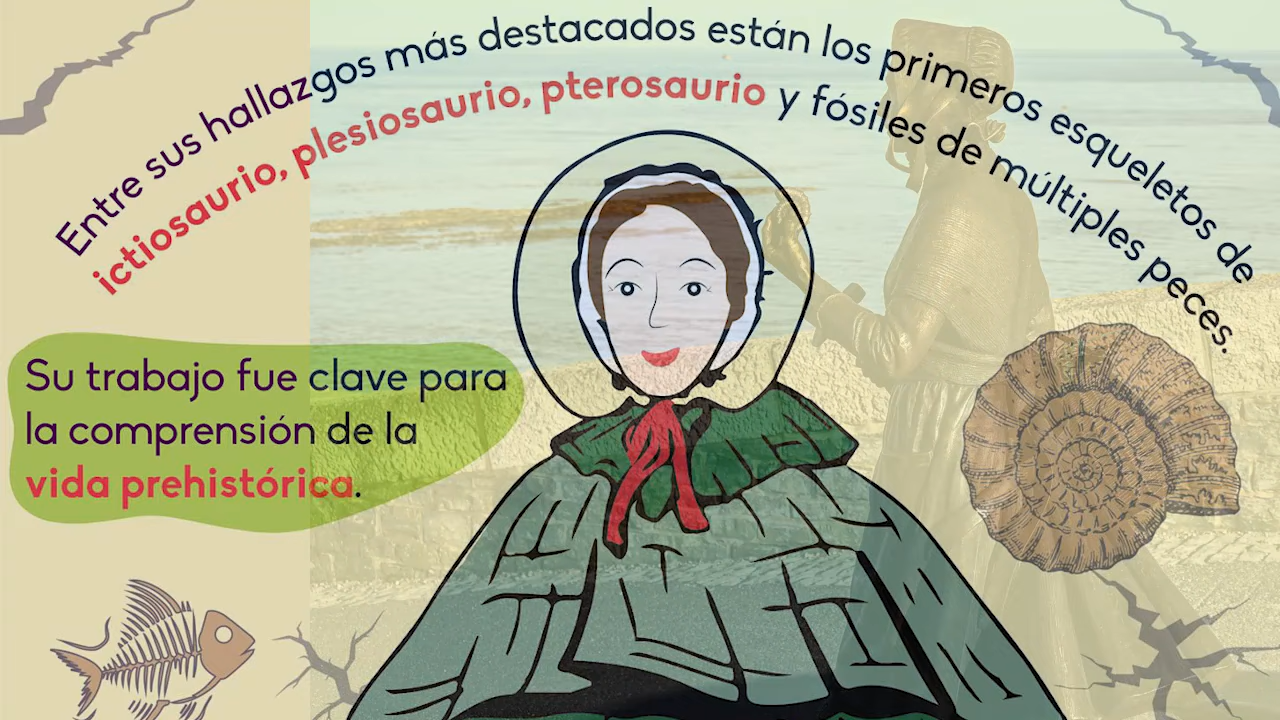 Entre sus hallazgos más destacados están los primeros esqueletos de
ictiosaurio, plesiosaurio, pterosaurio y fósiles de múltiples peces.
Su trabajo fue clave para
la comprensión de la
vida prehistórica.